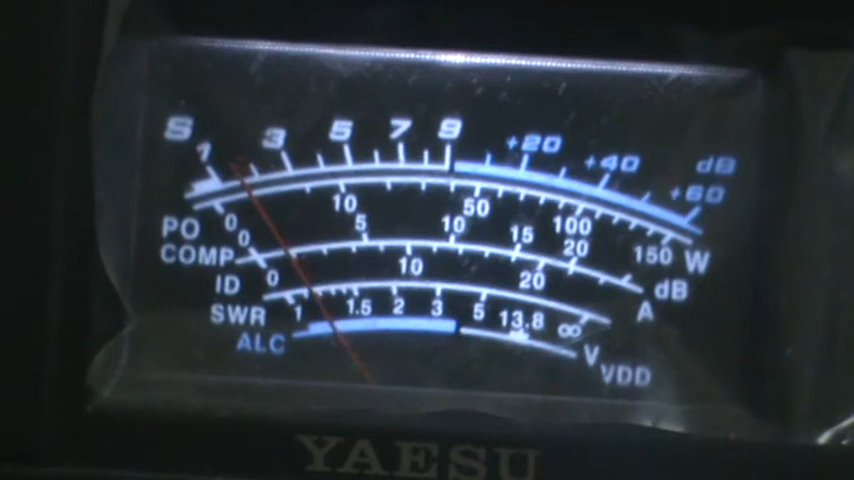 S 1 3 5 7 9 +20 +40 +60 dB
PO 0 10 50 100 150 W
COMP 0 5 10 15 20 dB
ID 0 10 20 A
SWR 1 1.5 2 3 5 ∞
ALC 13.8 V
VDD
YAESU